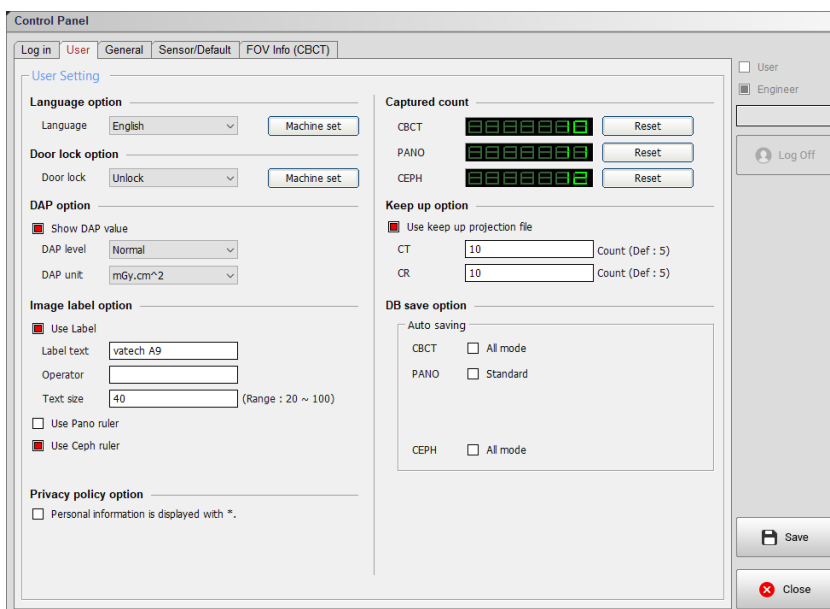 Control Panel
Log in User General Sensor/Default FOV Info (CBCT)
User Setting
Language option
Language English Machine set
Door lock option
Door lock Unlock Machine set
DAP option
Show DAP value
DAP level Normal
DAP unit mGy.cm^2
Image label option
Use Label
Label text vatech A9
Operator
Text size 40 (Range : 20 ~ 100)
Use Pano ruler
Use Ceph ruler
Privacy policy option
Personal information is displayed with *.
Captured count
CBCT 10 Reset
PANO 11 Reset
CEPH 12 Reset
Keep up option
Use keep up projection file
CT 10 Count (Def : 5)
CR 10 Count (Def : 5)
DB save option
Auto saving
CBCT All mode
PANO Standard
CEPH All mode
User
Engineer
Log Off
Save
Close